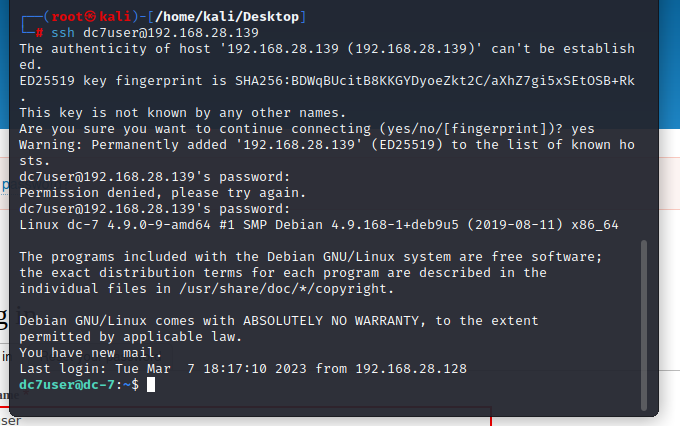 ┌──(root㉿kali)-[/home/kali/Desktop]
└─# ssh dc7user@192.168.28.139
The authenticity of host '192.168.28.139 (192.168.28.139)' can't be establish
ed.
ED25519 key fingerprint is SHA256:BDWqBUcitB8KKGYDyoeZkt2C/aXhZ7gi5xSEtOSB+Rk
.
This key is not known by any other names.
Are you sure you want to continue connecting (yes/no/[fingerprint])? yes
Warning: Permanently added '192.168.28.139' (ED25519) to the list of known ho
sts.
dc7user@192.168.28.139's password:
Permission denied, please try again.
dc7user@192.168.28.139's password:
Linux dc-7 4.9.0-9-amd64 #1 SMP Debian 4.9.168-1+deb9u5 (2019-08-11) x86_64
The programs included with the Debian GNU/Linux system are free software;
the exact distribution terms for each program are described in the
individual files in /usr/share/doc/*/copyright.
Debian GNU/Linux comes with ABSOLUTELY NO WARRANTY, to the extent
permitted by applicable law.
You have new mail.
Last login: Tue Mar  7 18:17:10 2023 from 192.168.28.128
dc7user@dc-7:~$